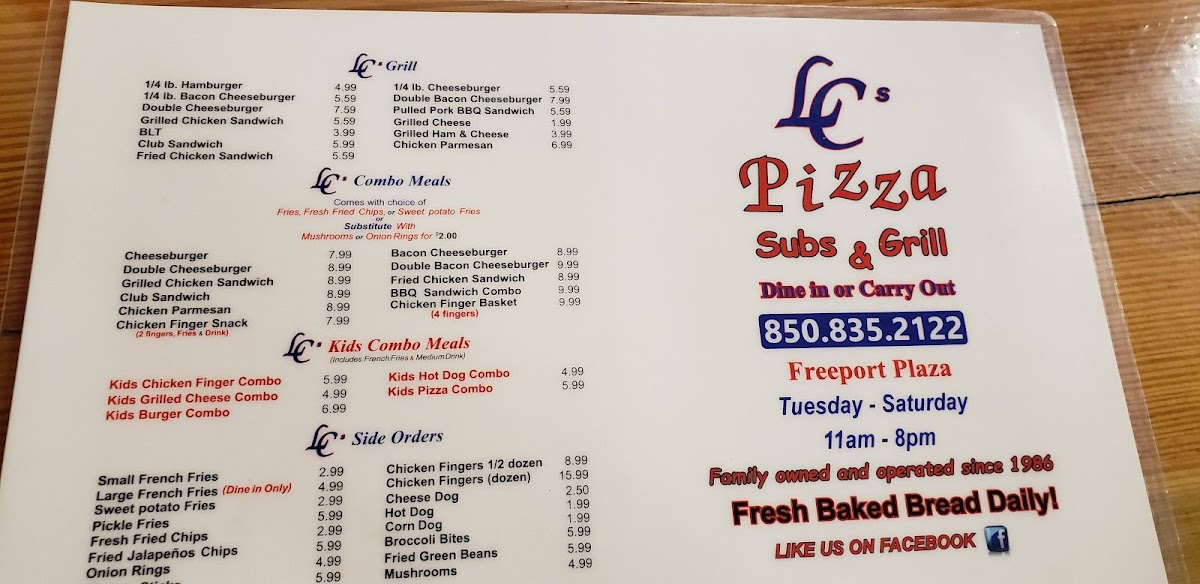 LC's Grill
1/4 lb. Hamburger 4.99
1/4 lb. Bacon Cheeseburger 5.59
Double Cheeseburger 7.59
Grilled Chicken Sandwich 5.59
BLT 3.99
Club Sandwich 5.99
Fried Chicken Sandwich 5.59
1/4 lb. Cheeseburger 5.59
Double Bacon Cheeseburger 7.99
Pulled Pork BBQ Sandwich 5.59
Grilled Cheese 1.99
Grilled Ham & Cheese 3.99
Chicken Parmesan 6.99
LC's Combo Meals
Comes with choice of
Fries, Fresh Fried Chips, or Sweet potato Fries
or
Substitute With
Mushrooms or Onion Rings for $2.00
Cheeseburger 7.99
Double Cheeseburger 8.99
Grilled Chicken Sandwich 8.99
Club Sandwich 8.99
Chicken Parmesan 8.99
Chicken Finger Snack 7.99
(2 fingers, Fries & Drink)
Bacon Cheeseburger 8.99
Double Bacon Cheeseburger 9.99
Fried Chicken Sandwich 8.99
BBQ Sandwich Combo 9.99
Chicken Finger Basket 9.99
(4 fingers)
LC's Kids Combo Meals
(Includes French Fries & Medium Drink)
Kids Chicken Finger Combo 5.99
Kids Grilled Cheese Combo 4.99
Kids Burger Combo 6.99
Kids Hot Dog Combo 4.99
Kids Pizza Combo 5.99
LC's Side Orders
Small French Fries 2.99
Large French Fries (Dine in Only) 4.99
Sweet potato Fries 2.99
Pickle Fries 5.99
Fresh Fried Chips 2.99
Fried Jalapeños Chips 5.99
Onion Rings 4.99
Sticks 5.99
Chicken Fingers 1/2 dozen 8.99
Chicken Fingers (dozen) 15.99
Cheese Dog 2.50
Hot Dog 1.99
Corn Dog 1.99
Broccoli Bites 5.99
Fried Green Beans 5.99
Mushrooms 4.99
LC's
Pizza
Subs & Grill
Dine in or Carry Out
850.835.2122
Freeport Plaza
Tuesday - Saturday
11am - 8pm
Family owned and operated since 1986
Fresh Baked Bread Daily!
LIKE US ON FACEBOOK f